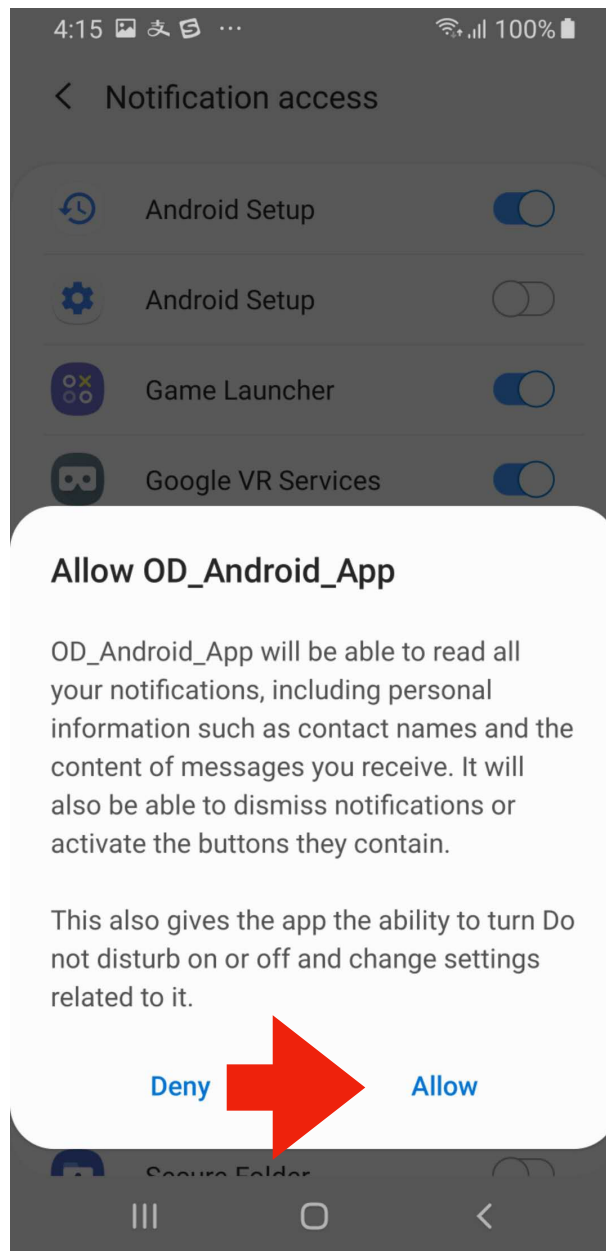 4:15 支 S ... 100%
Notification access
Android Setup
Android Setup
Game Launcher
Google VR Services
Allow OD_Android_App
OD_Android_App will be able to read all
your notifications, including personal
information such as contact names and the
content of messages you receive. It will
also be able to dismiss notifications or
activate the buttons they contain.
This also gives the app the ability to turn Do
not disturb on or off and change settings
related to it.
Deny Allow
Secure Folder